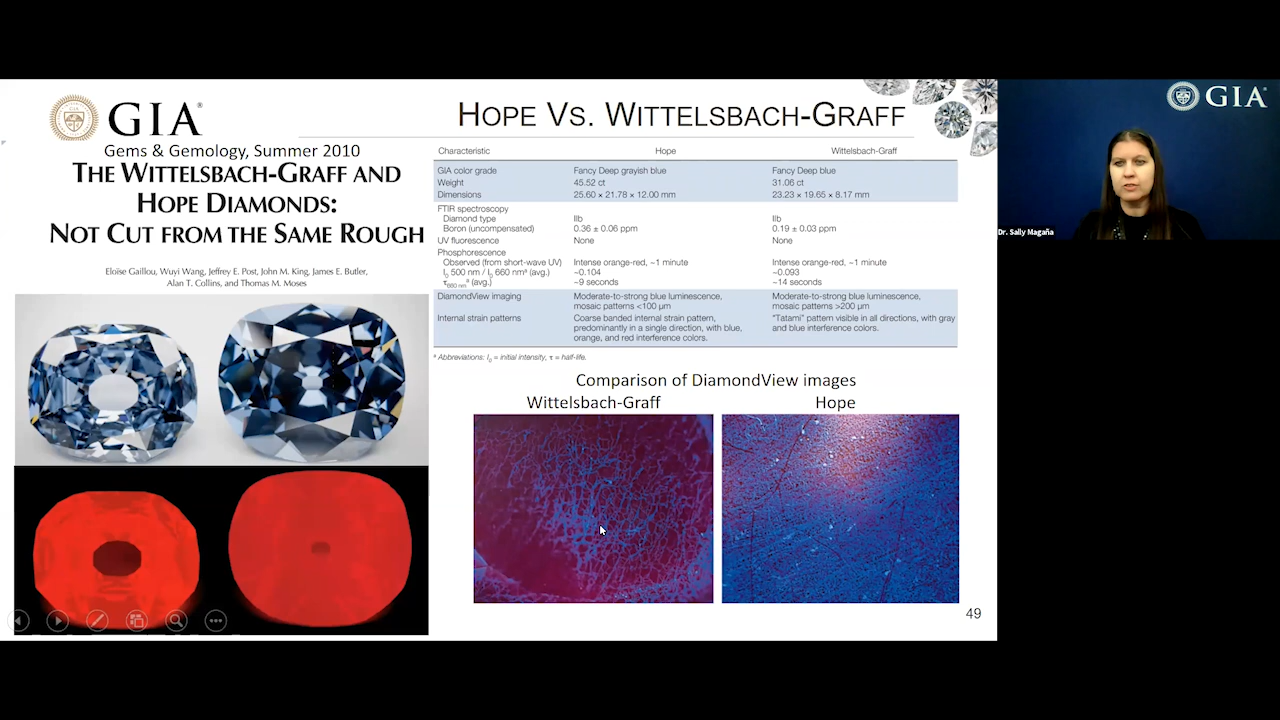 GIA®
Gems & Gemology, Summer 2010
THE WITTELSBACH-GRAFF AND
HOPE DIAMONDS:
NOT CUT FROM THE SAME ROUGH
Eloïse Gaillou, Wuyi Wang, Jeffrey E. Post, John M. King, James E. Butler,
Alan T. Collins, and Thomas M. Moses
HOPE VS. WITTELSBACH-GRAFF
Characteristic Hope Wittelsbach-Graff
GIA color grade Fancy Deep grayish blue Fancy Deep blue
Weight 45.52 ct 31.06 ct
Dimensions 25.60 × 21.78 × 12.00 mm 23.23 × 19.65 × 8.17 mm
FTIR spectroscopy
Diamond type IIb IIb
Boron (uncompensated) 0.36 ± 0.06 ppm 0.19 ± 0.03 ppm
UV fluorescence None None
Phosphorescence
Observed (from short-wave UV) Intense orange-red, ~1 minute Intense orange-red, ~1 minute
I0 500 nm / I0 660 nmª (avg.) ~0.104 ~0.093
τ660 nmª (avg.) ~9 seconds ~14 seconds
DiamondView imaging Moderate-to-strong blue luminescence, Moderate-to-strong blue luminescence,
mosaic patterns <100 µm mosaic patterns >200 µm
Internal strain patterns Coarse banded internal strain pattern, "Tatami" pattern visible in all directions, with gray
predominantly in a single direction, with blue, and blue interference colors.
orange, and red interference colors.
ª Abbreviations: I0 = initial intensity, τ = half-life.
Comparison of DiamondView images
Wittelsbach-Graff Hope
49
GIA®
Dr. Sally Magaña